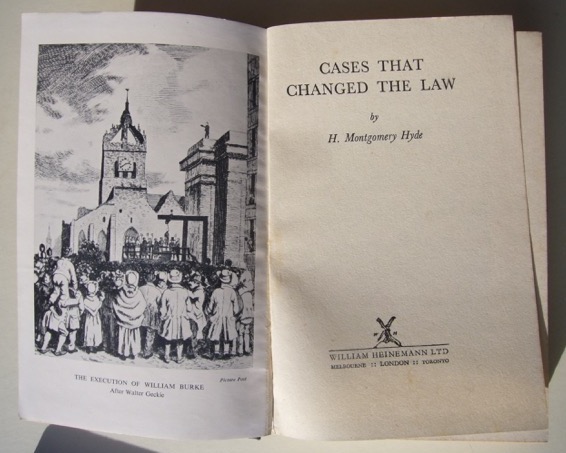 THE EXECUTION OF WILLIAM BURKE
Picture Post
After Walter Geikie
CASES THAT
CHANGED THE LAW
by
H. Montgomery Hyde
W H
WILLIAM HEINEMANN LTD
MELBOURNE :: LONDON :: TORONTO